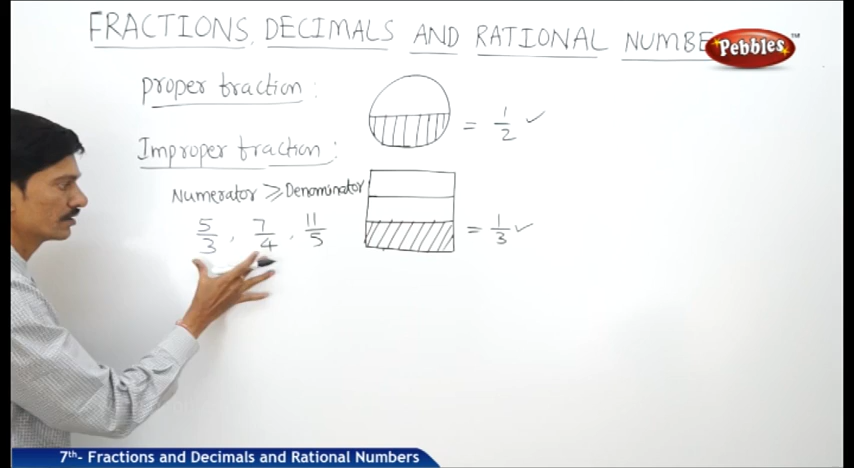 FRACTIONS, DECIMALS AND RATIONAL NUMBE
Pebbles™
proper fraction :
= 1/2 ✓
Improper fraction :
Numerator ≥ Denominator
5/3 , 7/4 , 11/5
= 1/3 ✓
7th- Fractions and Decimals and Rational Numbers